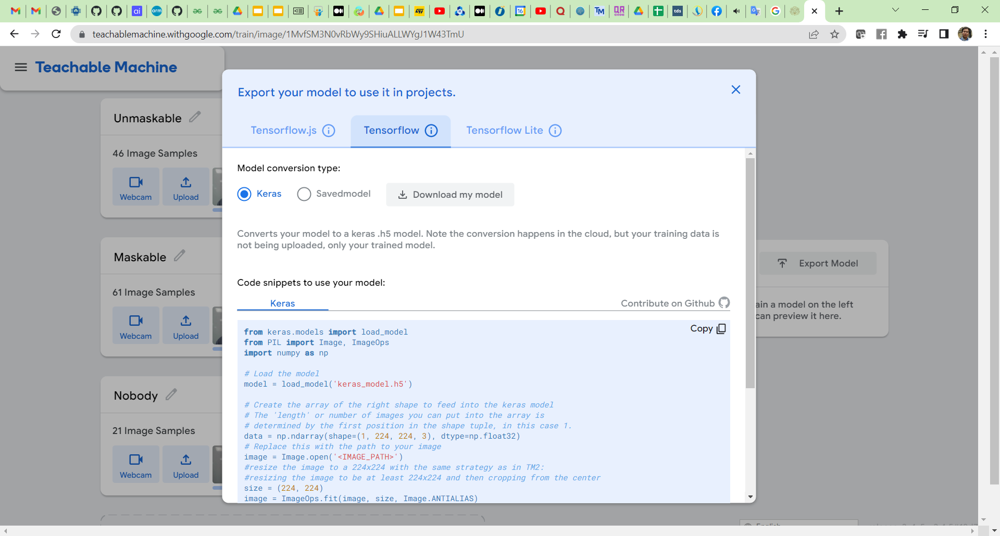 teachablemachine.withgoogle.com/train/image/1MvfSM3N0vRbWy9SHiuALLWYgJ1W43TmU
Teachable Machine
Unmaskable
46 Image Samples
Webcam
Upload
Maskable
61 Image Samples
Webcam
Upload
Nobody
21 Image Samples
Webcam
Upload
Export your model to use it in projects.
Tensorflow.js
Tensorflow
Tensorflow Lite
Model conversion type:
Keras
Savedmodel
Download my model
Converts your model to a keras .h5 model. Note the conversion happens in the cloud, but your training data is
not being uploaded, only your trained model.
Code snippets to use your model:
Keras
Contribute on Github
Copy
from keras.models import load_model
from PIL import Image, ImageOps
import numpy as np
# Load the model
model = load_model('keras_model.h5')
# Create the array of the right shape to feed into the keras model
# The 'length' or number of images you can put into the array is
# determined by the first position in the shape tuple, in this case 1.
data = np.ndarray(shape=(1, 224, 224, 3), dtype=np.float32)
# Replace this with the path to your image
image = Image.open('<IMAGE_PATH>')
#resize the image to a 224x224 with the same strategy as in TM2:
#resizing the image to be at least 224x224 and then cropping from the center
size = (224, 224)
image = ImageOps.fit(image, size, Image.ANTIALIAS)
Export Model
ain a model on the left
can preview it here.
English